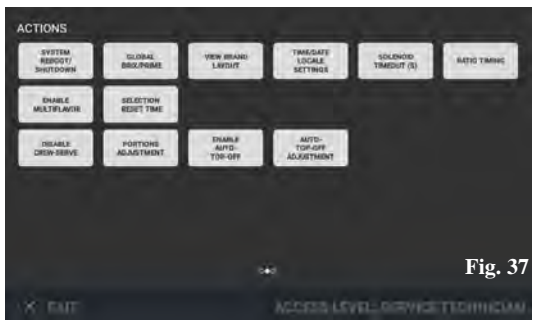 ACTIONS
SYSTEM
REBOOT/
SHUTDOWN
GLOBAL
BRIX/PRIME
VIEW BRAND
LAYOUT
TIME/DATE
LOCALE
SETTINGS
SOLENOID
TIMEOUT (S)
RATIO TIMING
ENABLE
MULTIFLAVOR
SELECTION
RESET TIME
DISABLE
CREW-SERVE
PORTIONS
ADJUSTMENT
ENABLE
AUTO-
TOP-OFF
AUTO-
TOP-OFF
ADJUSTMENT
Fig. 37
× EXIT
ACCESS LEVEL: SERVICE TECHNICIAN